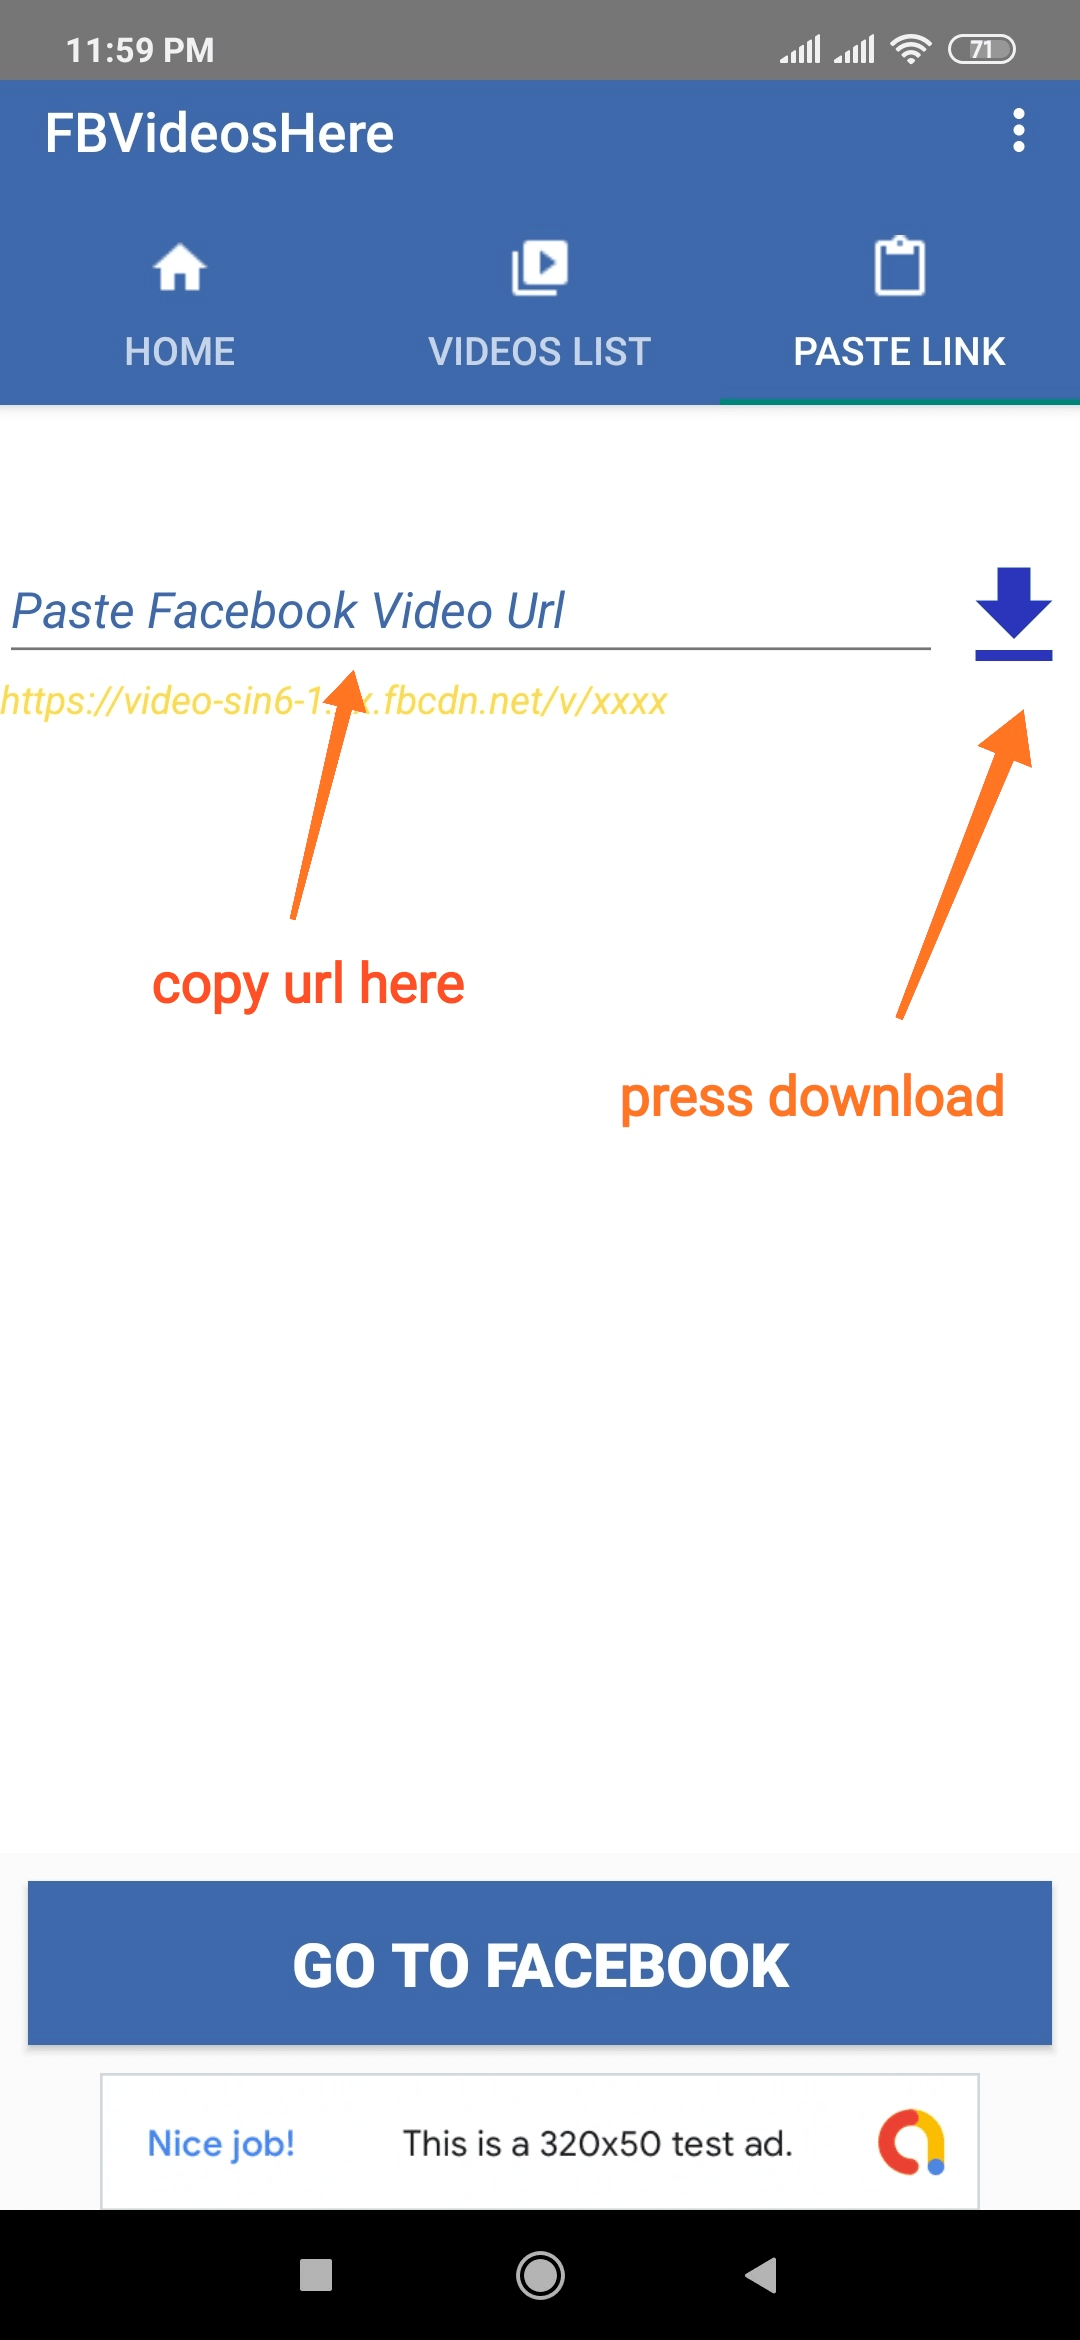 11:59 PM
71
FBVideosHere
HOME
VIDEOS LIST
PASTE LINK
Paste Facebook Video Url
https://video-sin6-1.xx.fbcdn.net/v/xxxx
copy url here
press download
GO TO FACEBOOK
Nice job!
This is a 320x50 test ad.